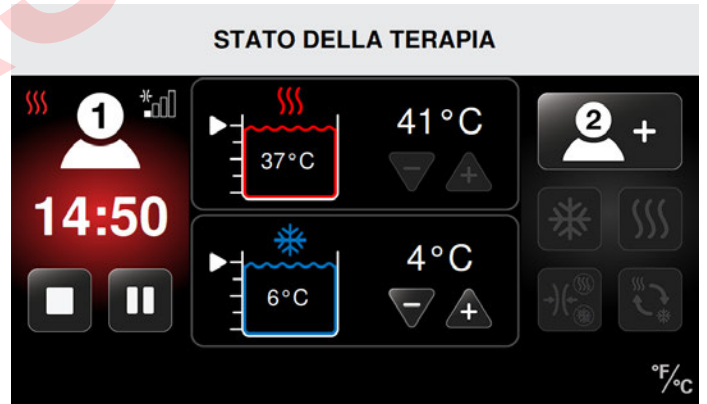 STATO DELLA TERAPIA
1
14:50
37°C
41°C
6°C
4°C
2 +
°F/°C